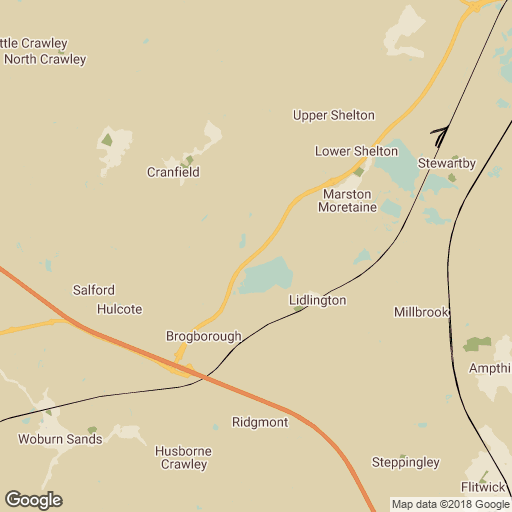 ttle Crawley
North Crawley
Upper Shelton
Lower Shelton
Stewartby
Cranfield
Marston
Moretaine
Salford
Hulcote
Lidlington
Millbrook
Brogborough
Ampthi
Ridgmont
Woburn Sands
Husborne
Crawley
Steppingley
Flitwick
Google
Map data ©2018 Google